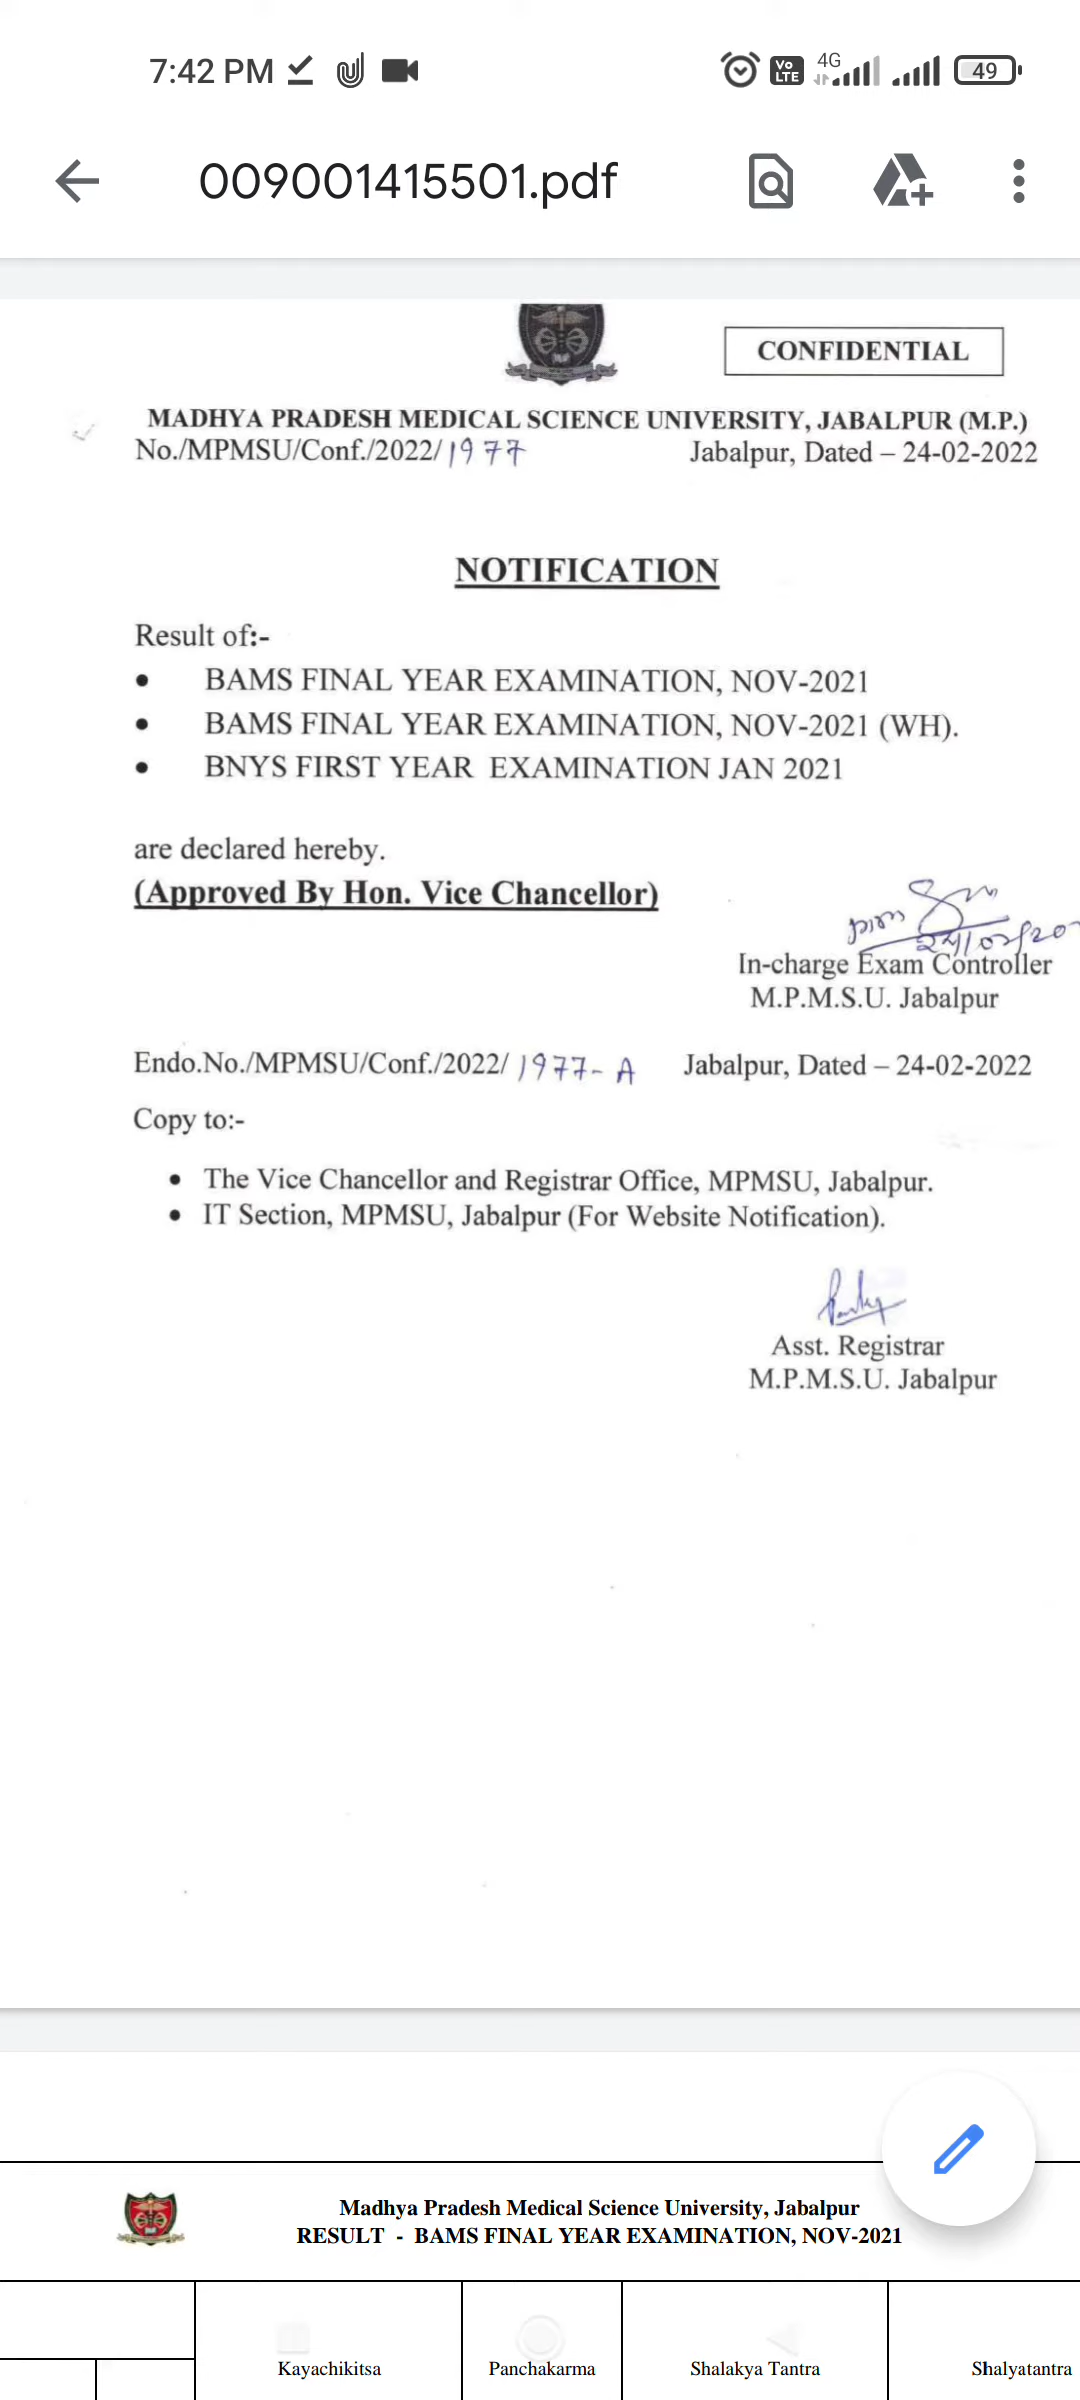 7:42 PM
Vo LTE 4G 49
009001415501.pdf
CONFIDENTIAL
MADHYA PRADESH MEDICAL SCIENCE UNIVERSITY, JABALPUR (M.P.)
No./MPMSU/Conf./2022/1977 Jabalpur, Dated – 24-02-2022
NOTIFICATION
Result of:-
• BAMS FINAL YEAR EXAMINATION, NOV-2021
• BAMS FINAL YEAR EXAMINATION, NOV-2021 (WH).
• BNYS FIRST YEAR EXAMINATION JAN 2021
are declared hereby.
(Approved By Hon. Vice Chancellor)
In-charge Exam Controller
M.P.M.S.U. Jabalpur
Endo.No./MPMSU/Conf./2022/1977-A Jabalpur, Dated – 24-02-2022
Copy to:-
• The Vice Chancellor and Registrar Office, MPMSU, Jabalpur.
• IT Section, MPMSU, Jabalpur (For Website Notification).
Asst. Registrar
M.P.M.S.U. Jabalpur
Madhya Pradesh Medical Science University, Jabalpur
RESULT - BAMS FINAL YEAR EXAMINATION, NOV-2021
Kayachikitsa Panchakarma Shalakya Tantra Shalyatantra